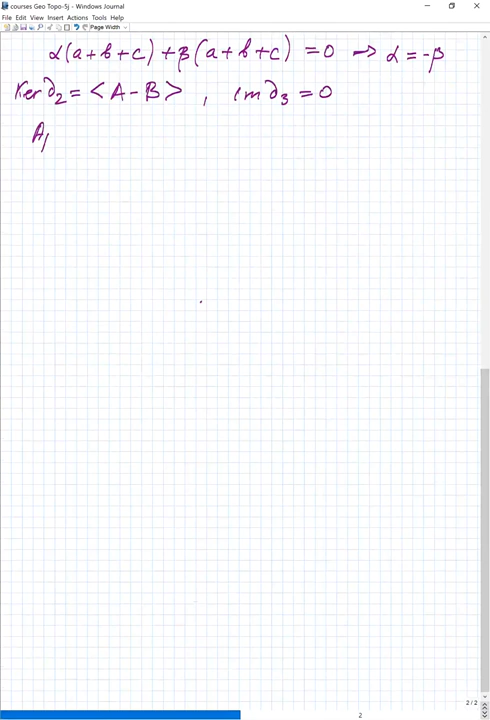 courses Geo Topo-5j - Windows Journal
File Edit View Insert Actions Tools Help
Page Width
α(a+b+c)+β(a+b+c)=0 → α=-β
Ker ∂₂ = <A-B> , im ∂₃ = 0
A,
2 / 2
2